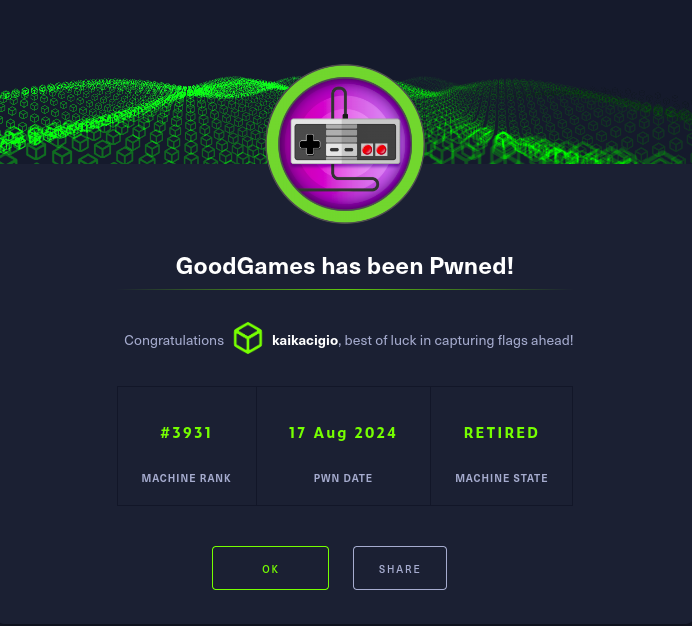 GoodGames has been Pwned!
Congratulations kaikacigio, best of luck in capturing flags ahead!
#3931 17 Aug 2024 RETIRED
MACHINE RANK PWN DATE MACHINE STATE
OK SHARE